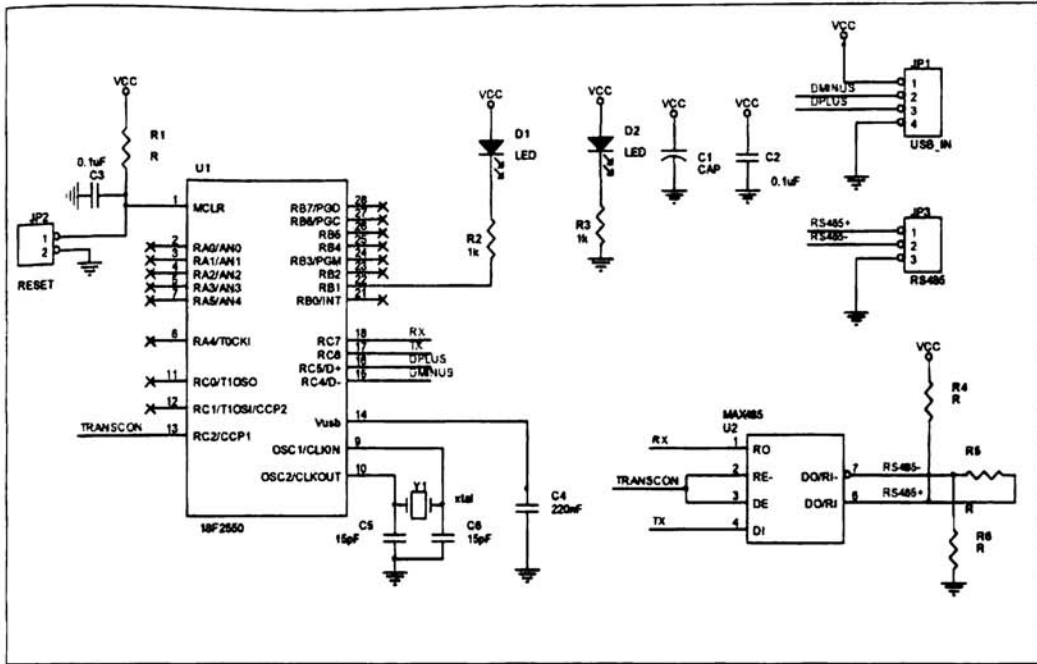 VCC
JP1
1
DMINUS 2
DPLUS 3
4
USB_IN
VCC
R1
R
0.1uF
C3
VCC
D1
LED
VCC
D2
LED
VCC
C1
CAP
VCC
C2
0.1uF
U1
JP2
1
2
RESET
1 MCLR
2 RA0/AN0
3 RA1/AN1
4 RA2/AN2
5 RA3/AN3
7 RA5/AN4
6 RA4/T0CKI
11 RC0/T1OSO
12 RC1/T1OSI/CCP2
TRANSCON 13 RC2/CCP1
RB7/PGD 28
RB6/PGC 27
RB5 26
RB4 25
RB3/PGM 24
RB2 23
RB1 22
RB0/INT 21
RC7 18 RX
RC6 17 TX
RC5/D+ 16 DPLUS
RC4/D- 15 DMINUS
Vusb 14
OSC1/CLKIN 9
OSC2/CLKOUT 10
18F2550
R2
1k
R3
1k
JP3
RS485+ 1
RS485- 2
3
RS485
Y1
xtal
C5
15pF
C6
15pF
C4
220nF
VCC
R4
R
MAX485
U2
RX 1 RO
TRANSCON
2 RE-
3 DE
TX 4 DI
DO/RI- 7 RS485-
DO/RI 6 RS485+
R5
R
R6
R